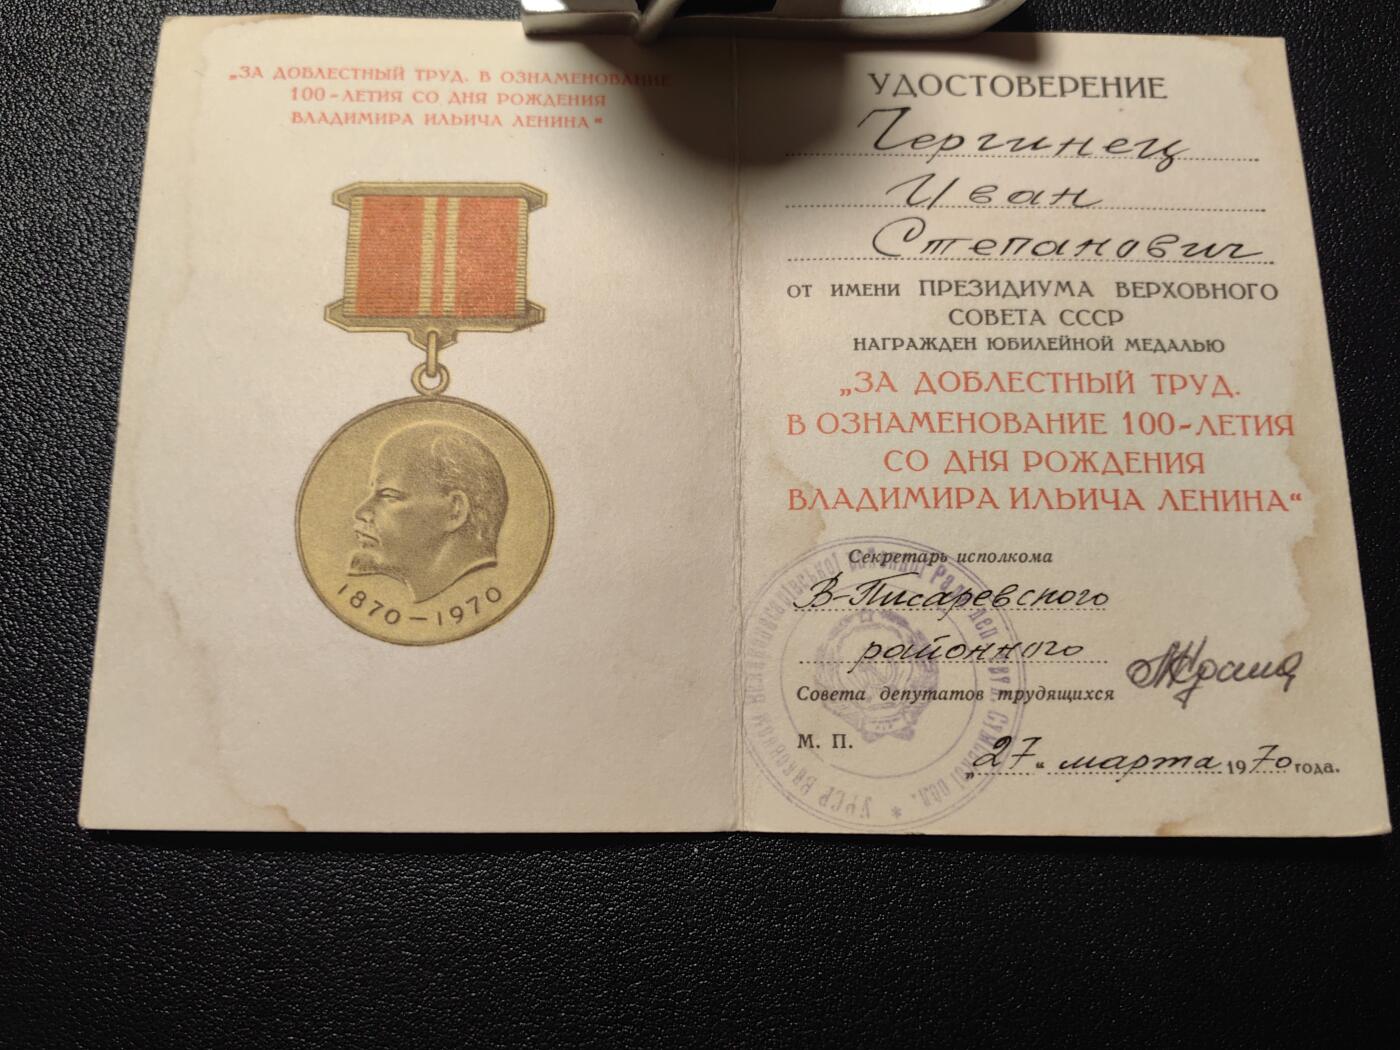 „ЗА ДОБЛЕСТНЫЙ ТРУД. В ОЗНАМЕНОВАНИЕ
100-ЛЕТИЯ СО ДНЯ РОЖДЕНИЯ
ВЛАДИМИРА ИЛЬИЧА ЛЕНИНА“
1870-1970
УДОСТОВЕРЕНИЕ
Чергинец
Иван
Степанович
ОТ ИМЕНИ ПРЕЗИДИУМА ВЕРХОВНОГО
СОВЕТА СССР
НАГРАЖДЕН ЮБИЛЕЙНОЙ МЕДАЛЬЮ
„ЗА ДОБЛЕСТНЫЙ ТРУД.
В ОЗНАМЕНОВАНИЕ 100-ЛЕТИЯ
СО ДНЯ РОЖДЕНИЯ
ВЛАДИМИРА ИЛЬИЧА ЛЕНИНА“
Секретарь исполкома
В-Писаревского
районного
Совета депутатов трудящихся
М. П.
„27“ марта 1970 года.